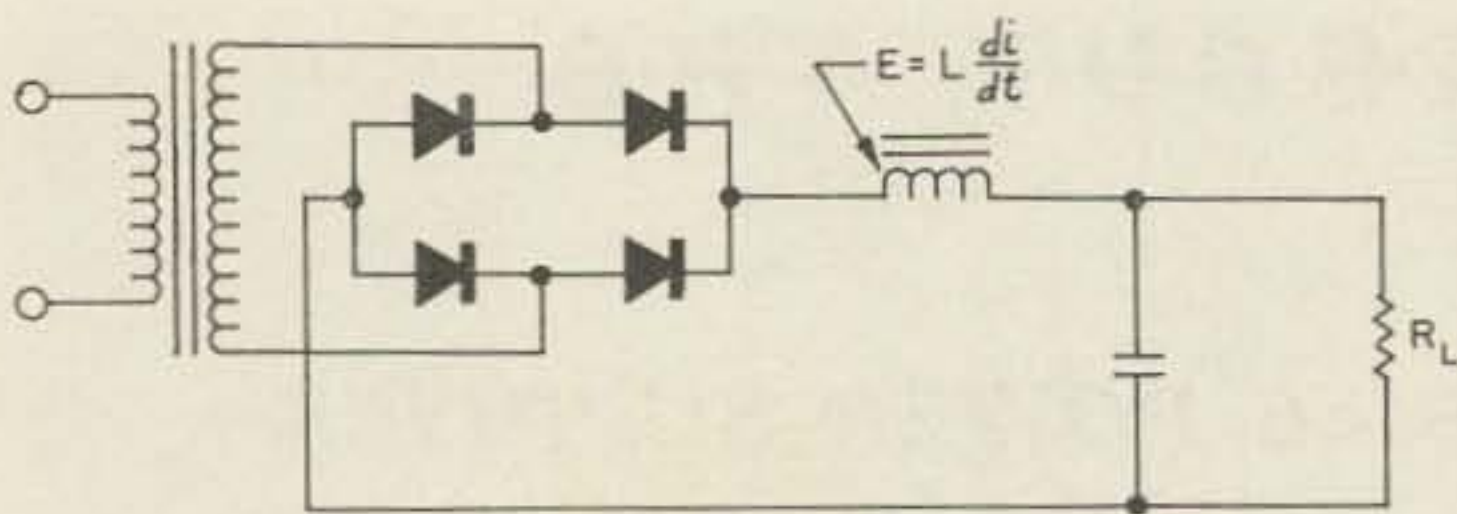 E = L di/dt
R_L